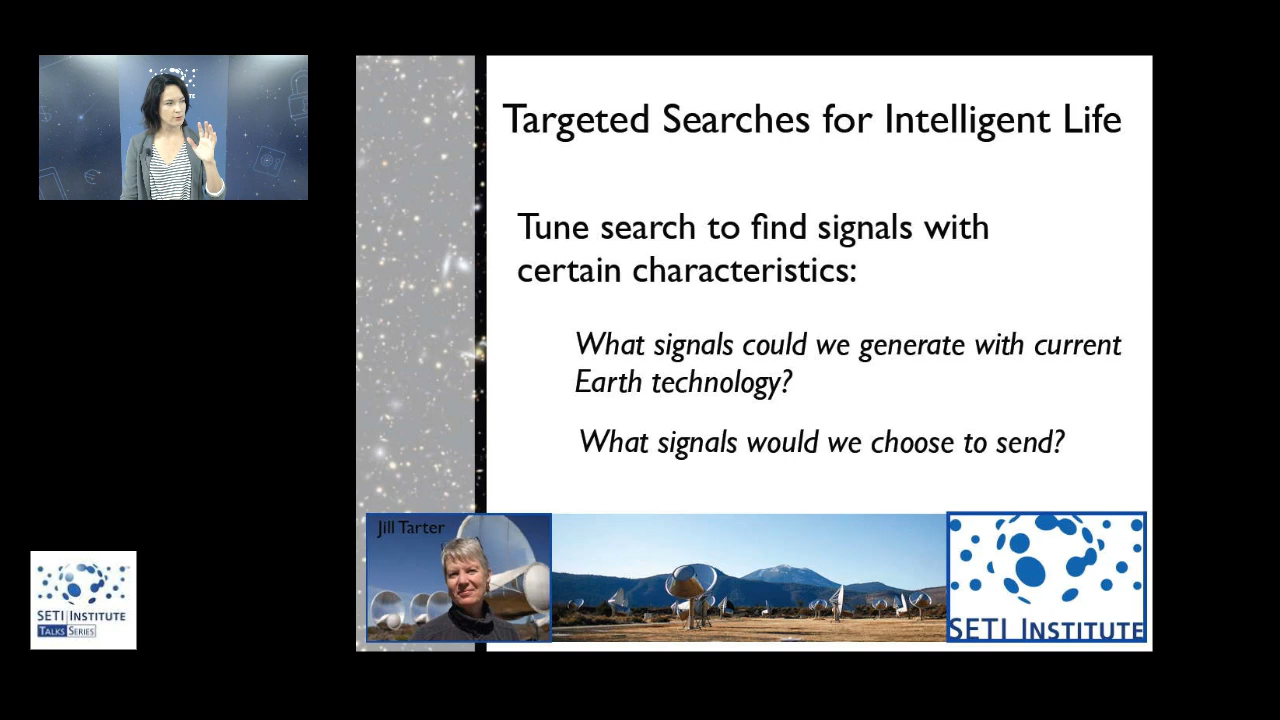 Targeted Searches for Intelligent Life
Tune search to find signals with
certain characteristics:
What signals could we generate with current
Earth technology?
What signals would we choose to send?
Jill Tarter
SETI INSTITUTE
SETI INSTITUTE
TALKS SERIES